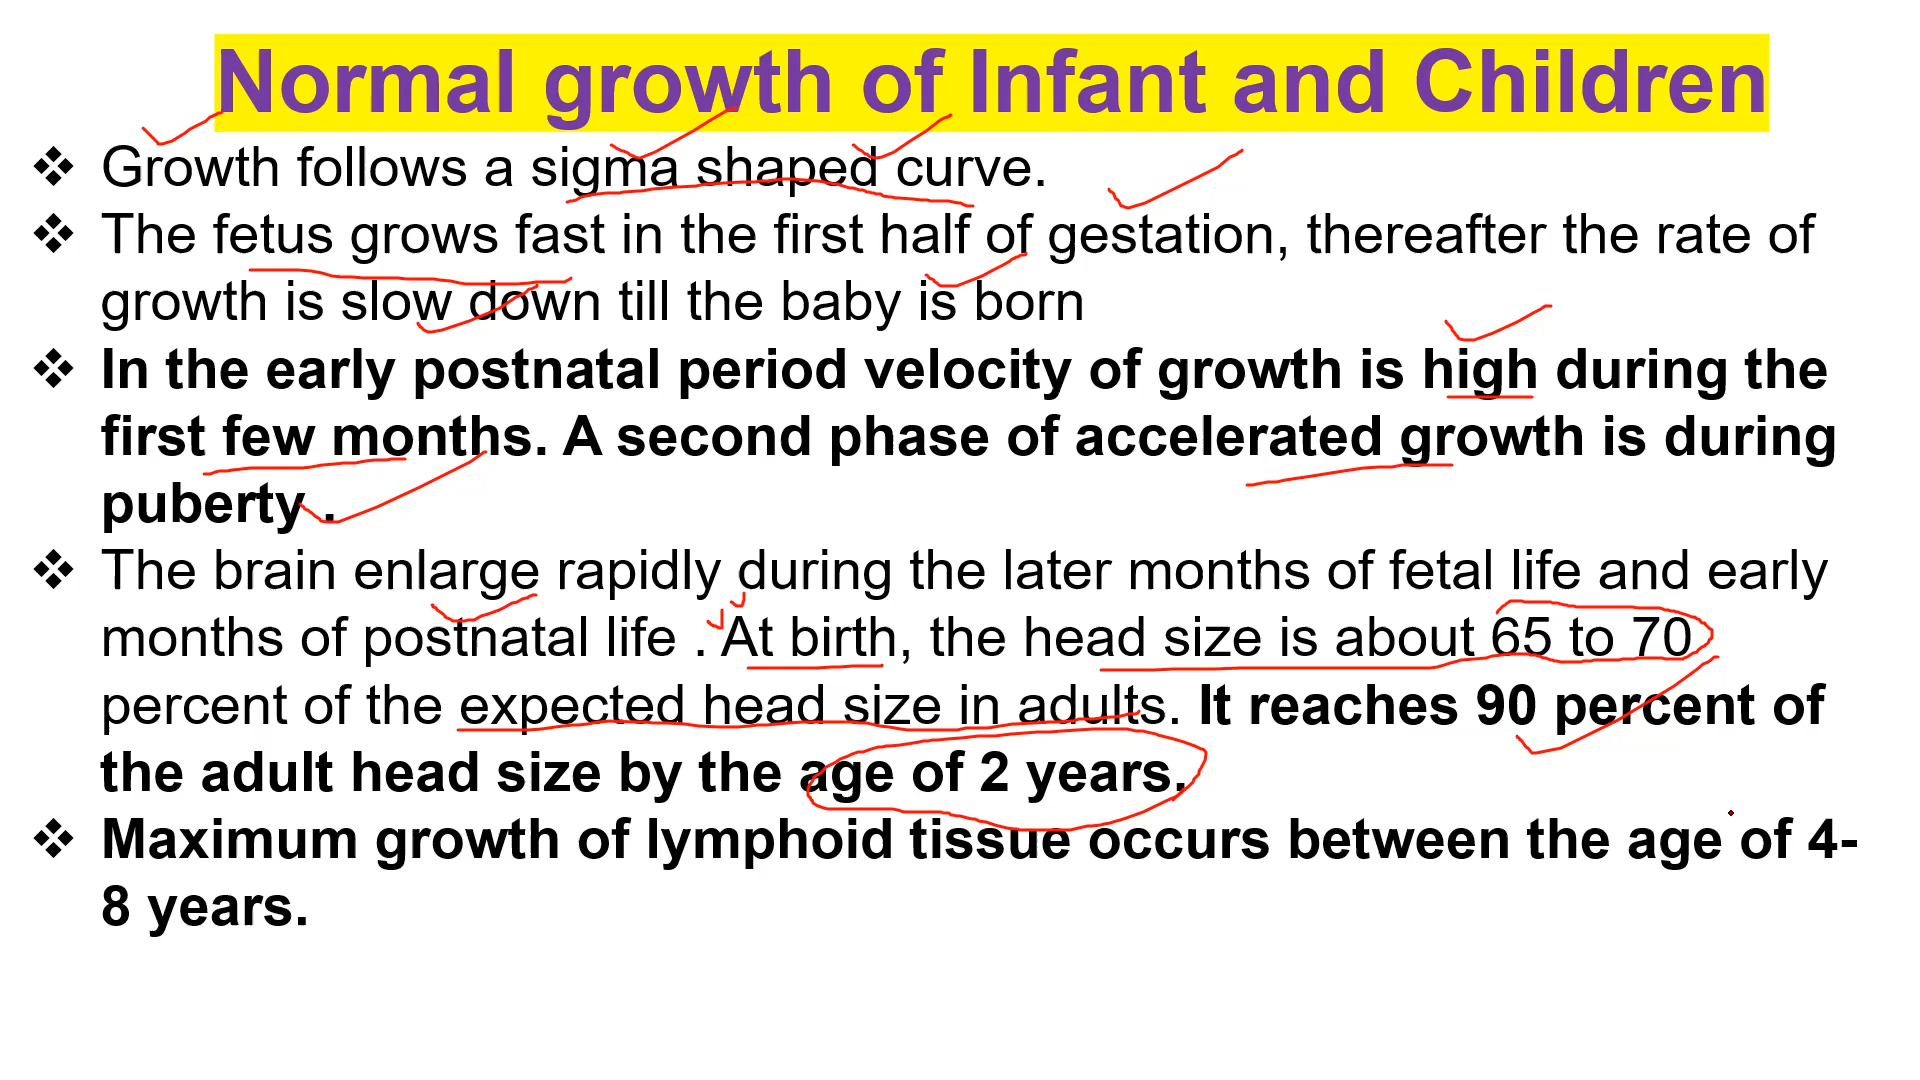 Normal growth of Infant and Children
❖ Growth follows a sigma shaped curve.
❖ The fetus grows fast in the first half of gestation, thereafter the rate of
growth is slow down till the baby is born
❖ In the early postnatal period velocity of growth is high during the
first few months. A second phase of accelerated growth is during
puberty .
❖ The brain enlarge rapidly during the later months of fetal life and early
months of postnatal life . At birth, the head size is about 65 to 70
percent of the expected head size in adults. It reaches 90 percent of
the adult head size by the age of 2 years.
❖ Maximum growth of lymphoid tissue occurs between the age of 4-
8 years.